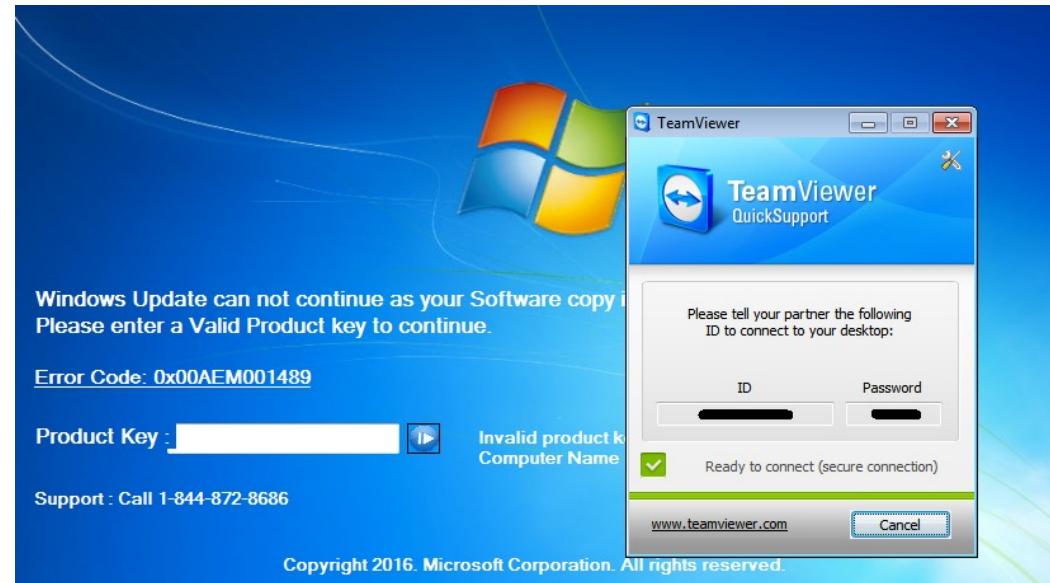 Windows Update can not continue as your Software copy
Please enter a Valid Product key to continue.
Error Code: 0x00AEM001489
Product Key :
Invalid product
Computer Name
Support : Call 1-844-872-8686
Copyright 2016. Microsoft Corporation. All rights reserved.
TeamViewer
TeamViewer
QuickSupport
Please tell your partner the following
ID to connect to your desktop:
ID
Password
Ready to connect (secure connection)
www.teamviewer.com
Cancel